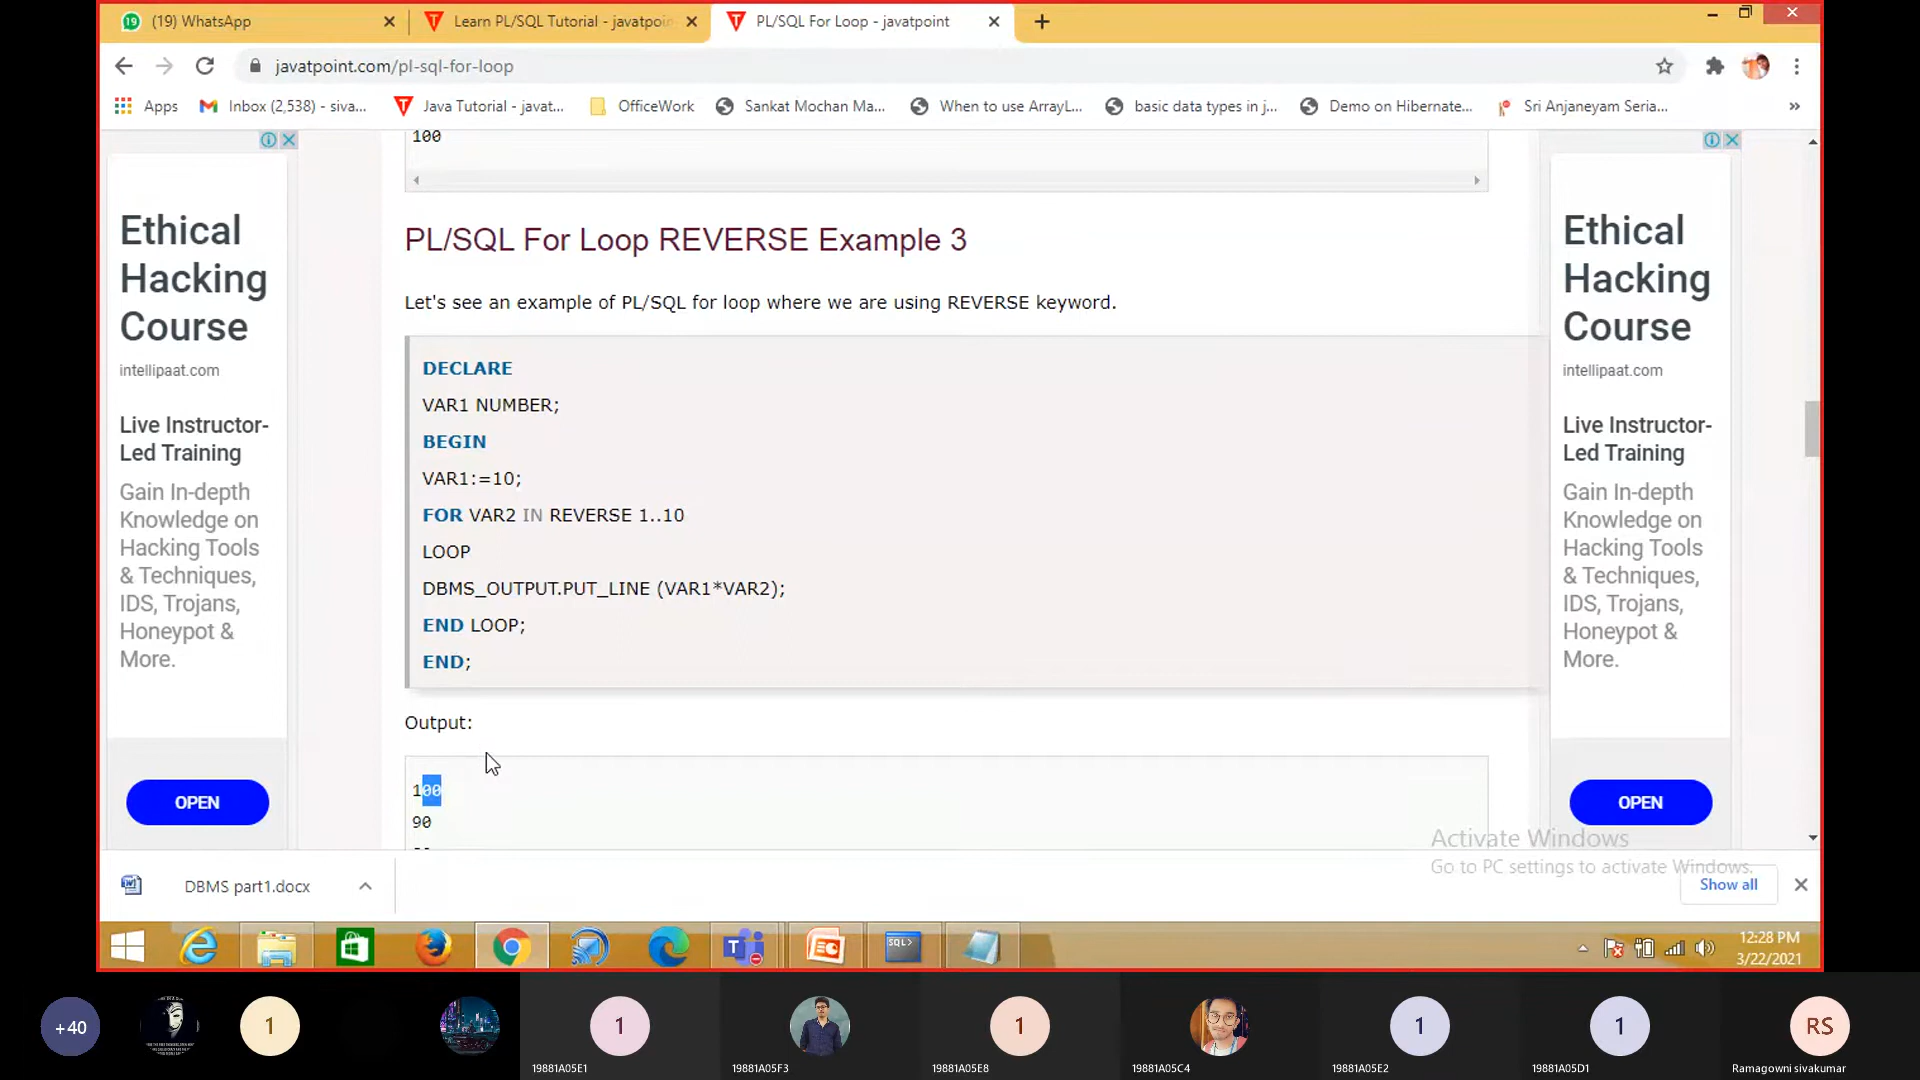 (19) WhatsApp
Learn PL/SQL Tutorial - javatpoin
PL/SQL For Loop - javatpoint
javatpoint.com/pl-sql-for-loop
Apps
Inbox (2,538) - siva...
Java Tutorial - javat...
OfficeWork
Sankat Mochan Ma...
When to use ArrayL...
basic data types in j...
Demo on Hibernate...
Sri Anjaneyam Seria...
»
100
PL/SQL For Loop REVERSE Example 3
Let's see an example of PL/SQL for loop where we are using REVERSE keyword.
DECLARE
VAR1 NUMBER;
BEGIN
VAR1:=10;
FOR VAR2 IN REVERSE 1..10
LOOP
DBMS_OUTPUT.PUT_LINE (VAR1*VAR2);
END LOOP;
END;
Output:
100
90
Ethical
Hacking
Course
intellipaat.com
Live Instructor-
Led Training
Gain In-depth
Knowledge on
Hacking Tools
& Techniques,
IDS, Trojans,
Honeypot &
More.
OPEN
Ethical
Hacking
Course
intellipaat.com
Live Instructor-
Led Training
Gain In-depth
Knowledge on
Hacking Tools
& Techniques,
IDS, Trojans,
Honeypot &
More.
OPEN
Activate Windows
Go to PC settings to activate Windows.
DBMS part1.docx
Show all
SQL>
12:28 PM
3/22/2021
+40
1
1
19881A05E1
19881A05F3
1
19881A05E8
19881A05C4
1
19881A05E2
1
19881A05D1
RS
Ramagowni sivakumar